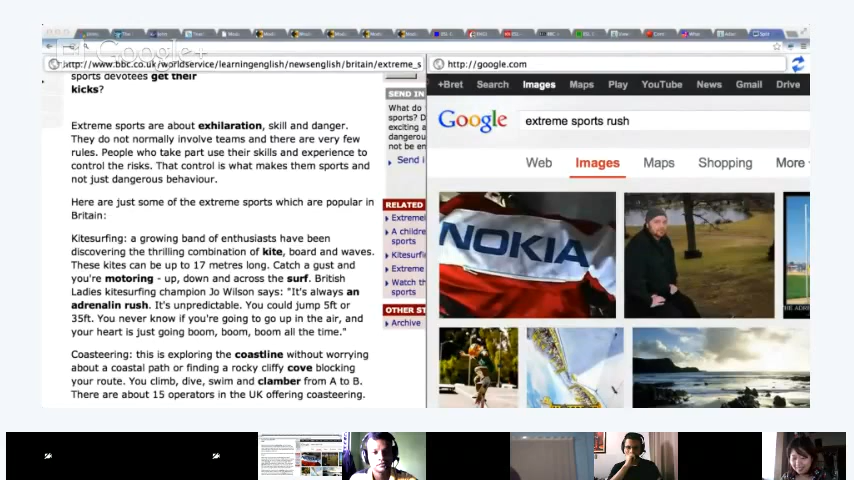 Google+
http://www.bbc.co.uk/worldservice/learningenglish/newsenglish/britain/extreme_s
http://google.com
sports devotees get their
kicks?
Extreme sports are about exhilaration, skill and danger.
They do not normally involve teams and there are very few
rules. People who take part use their skills and experience to
control the risks. That control is what makes them sports and
not just dangerous behaviour.
Here are just some of the extreme sports which are popular in
Britain:
Kitesurfing: a growing band of enthusiasts have been
discovering the thrilling combination of kite, board and waves.
These kites can be up to 17 metres long. Catch a gust and
you're motoring - up, down and across the surf. British
Ladies kitesurfing champion Jo Wilson says: "It's always an
adrenalin rush. It's unpredictable. You could jump 5ft or
35ft. You never know if you're going to go up in the air, and
your heart is just going boom, boom, boom all the time."
Coasteering: this is exploring the coastline without worrying
about a coastal path or finding a rocky cliffy cove blocking
your route. You climb, dive, swim and clamber from A to B.
There are about 15 operators in the UK offering coasteering.
SEND IN
What do
sports? D
exciting a
dangerou
not be en
Send i
RELATED
Extremel
A childre
sports
Kitesurfi
Extreme
Watch th
sports
OTHER ST
Archive
+Bret Search Images Maps Play YouTube News Gmail Drive
Google
extreme sports rush
Web Images Maps Shopping More
NOKIA